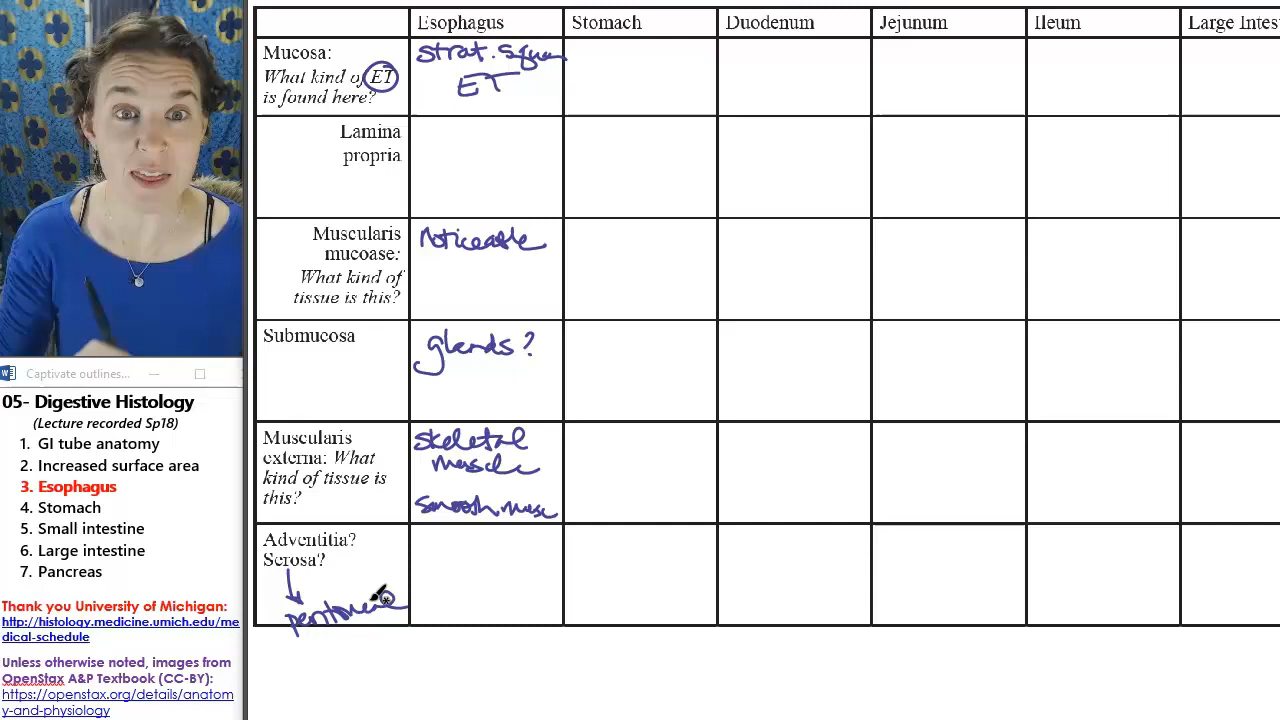 Esophagus
Stomach
Duodenum
Jejunum
Ileum
Large Intes
Mucosa:
What kind of ET
is found here?
strat. squam
ET
Lamina
propria
Muscularis
mucoase:
What kind of
tissue is this?
Noticeable
Submucosa
glands?
Muscularis
externa: What
kind of tissue is
this?
skeletal
muscle
smooth musc
Adventitia?
Serosa?
Captivate outlines...
05- Digestive Histology
(Lecture recorded Sp18)
1. GI tube anatomy
2. Increased surface area
3. Esophagus
4. Stomach
5. Small intestine
6. Large intestine
7. Pancreas
Thank you University of Michigan:
http://histology.medicine.umich.edu/me
dical-schedule
Unless otherwise noted, images from
OpenStax A&P Textbook (CC-BY):
https://openstax.org/details/anatom
y-and-physiology